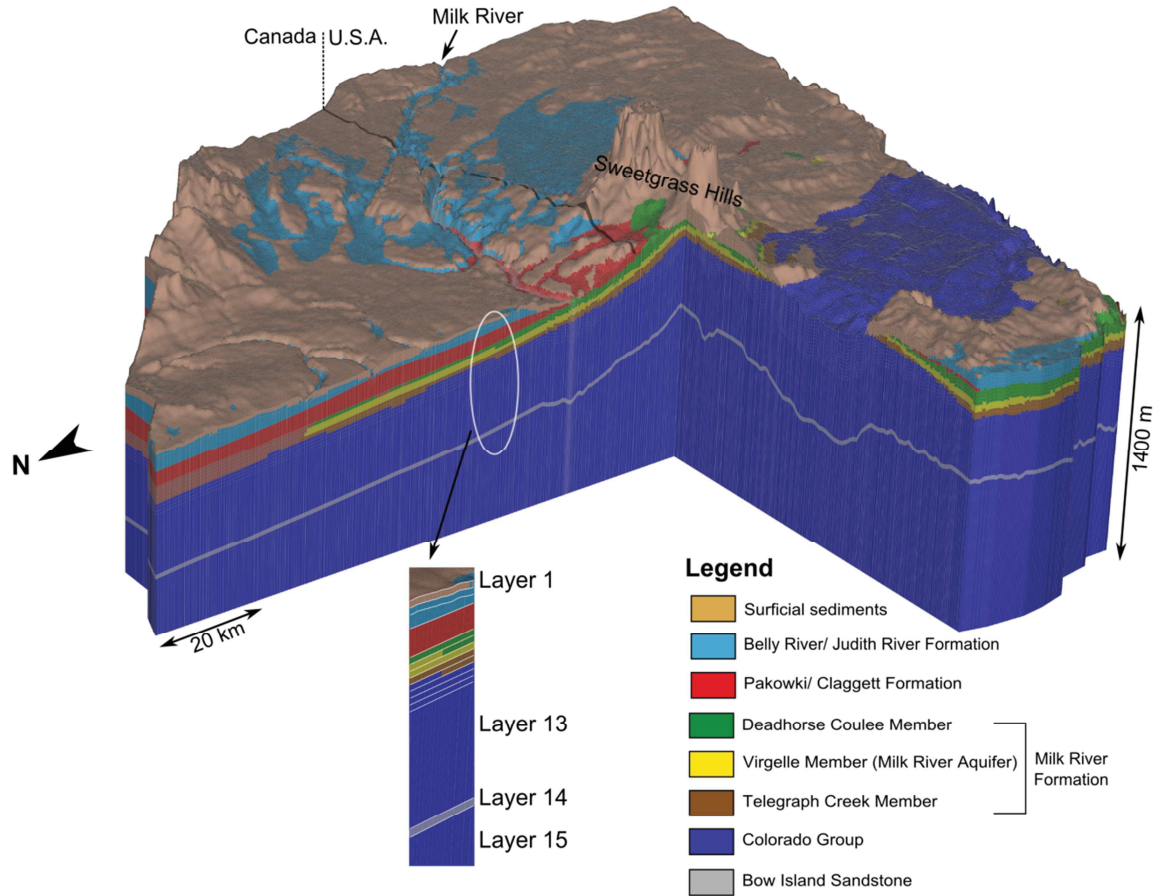 Milk River
Canada U.S.A.
Sweetgrass Hills
N
1400 m
20 km
Layer 1
Layer 13
Layer 14
Layer 15
Legend
Surficial sediments
Belly River/ Judith River Formation
Pakowki/ Claggett Formation
Deadhorse Coulee Member
Virgelle Member (Milk River Aquifer)
Telegraph Creek Member
Milk River
Formation
Colorado Group
Bow Island Sandstone